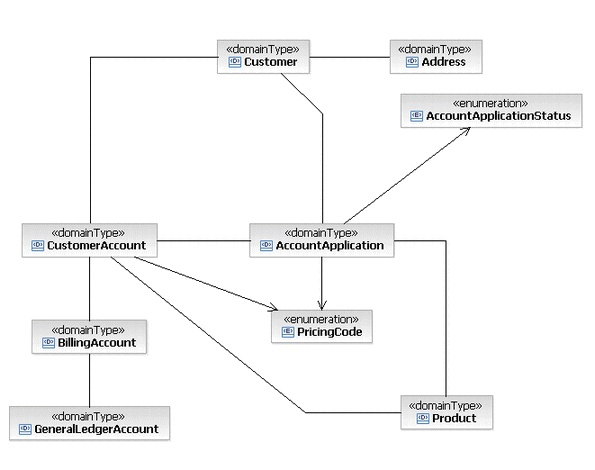 «domainType»
Customer
«domainType»
Address
«enumeration»
AccountApplicationStatus
«domainType»
CustomerAccount
«domainType»
AccountApplication
«enumeration»
PricingCode
«domainType»
BillingAccount
«domainType»
Product
«domainType»
GeneralLedgerAccount